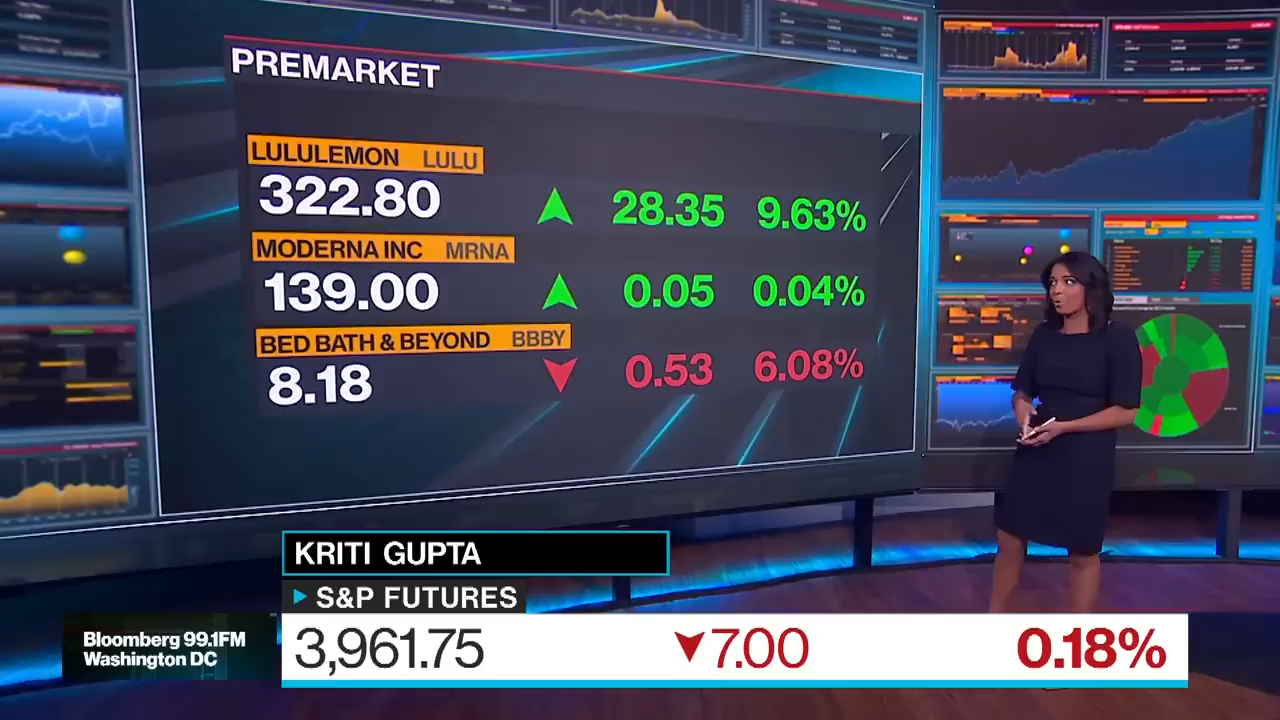 PREMARKET
LULULEMON LULU
322.80 28.35 9.63%
MODERNA INC MRNA
139.00 0.05 0.04%
BED BATH & BEYOND BBBY
8.18 0.53 6.08%
KRITI GUPTA
S&P FUTURES
3,961.75 7.00 0.18%
Bloomberg 99.1FM
Washington DC